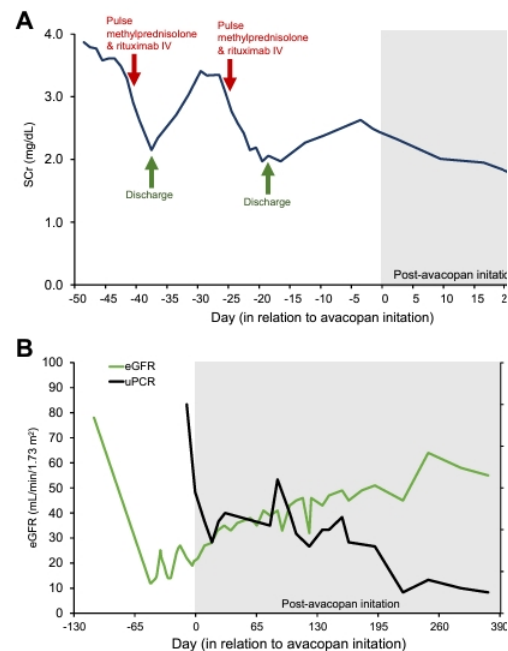 A
Pulse
methylprednisolone
& rituximab IV
Pulse
methylprednisolone
& rituximab IV
4.0
3.0
2.0
1.0
0.0
SCr (mg/dL)
Discharge
Discharge
Post-avacopan initatio
-50 -45 -40 -35 -30 -25 -20 -15 -10 -5 0 5 10 15 20
Day (in relation to avacopan initation)
B
eGFR
uPCR
100
90
80
70
60
50
40
30
20
10
0
eGFR (mL/min/1.73 m²)
Post-avacopan initation
-130 -65 0 65 130 195 260 325 390
Day (in relation to avacopan initation)